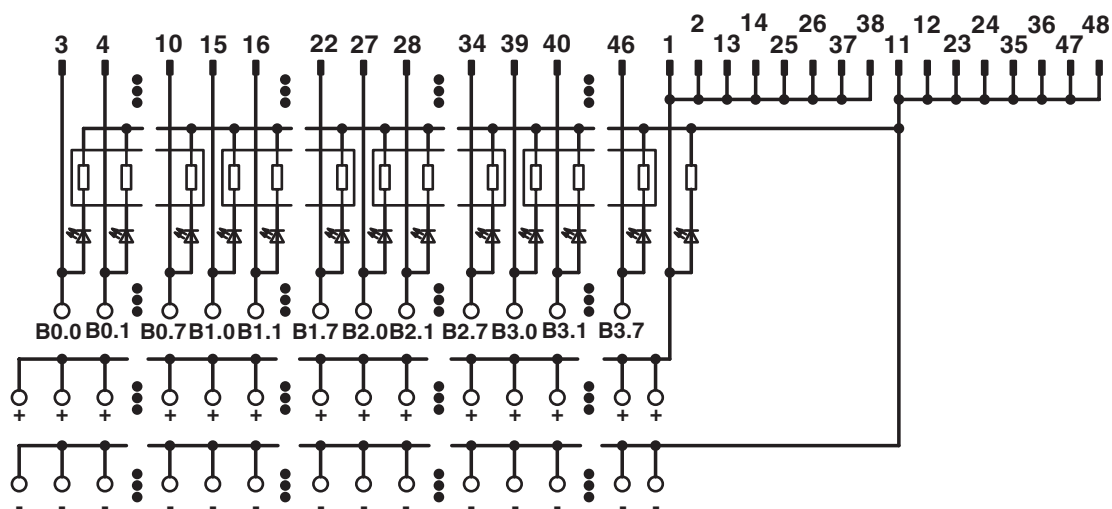 3 4 10 15 16 22 27 28 34 39 40 46 1 2 13 14 25 26 37 38 11 12 23 24 35 36 47 48
B0.0 B0.1 B0.7 B1.0 B1.1 B1.7 B2.0 B2.1 B2.7 B3.0 B3.1 B3.7
+ + + + + + + + + + + + + +
- - - - - - - - - - - - - -